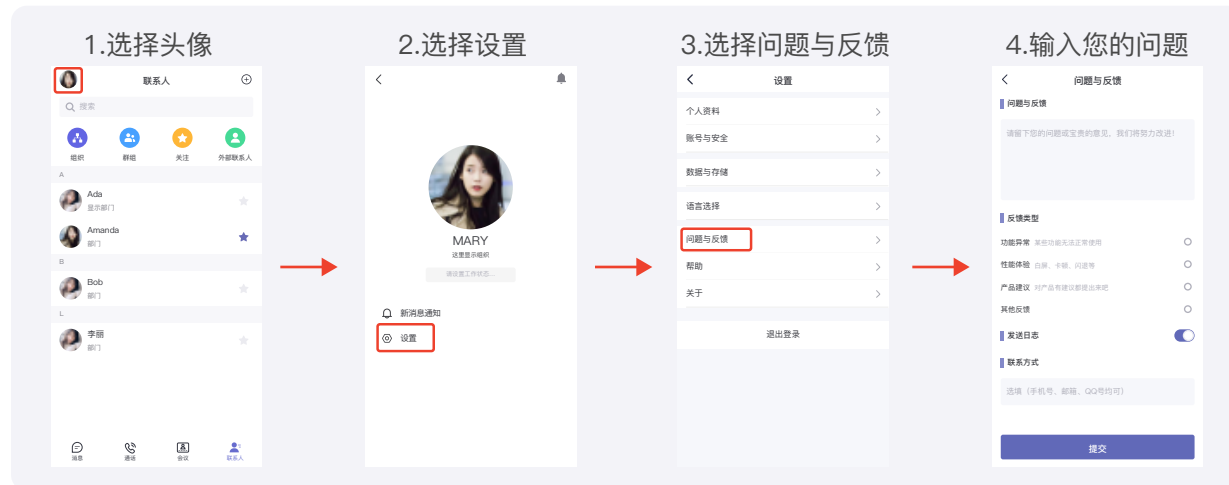 1.选择头像
联系人
搜索
组织
群组
关注
外部联系人
A
Ada
显示部门
Amanda
部门
B
Bob
部门
L
李丽
部门
消息
通话
会议
联系人
2.选择设置
MARY
这里显示组织
请设置工作状态...
新消息通知
设置
3.选择问题与反馈
设置
个人资料
账号与安全
数据与存储
语言选择
问题与反馈
帮助
关于
退出登录
4.输入您的问题
问题与反馈
问题与反馈
请留下您的问题或宝贵的意见，我们将努力改进！
反馈类型
功能异常 某些功能无法正常使用
性能体验 白屏、卡顿、闪退等
产品建议 对产品有建议都提出来吧
其他反馈
发送日志
联系方式
选填（手机号、邮箱、QQ号均可）
提交